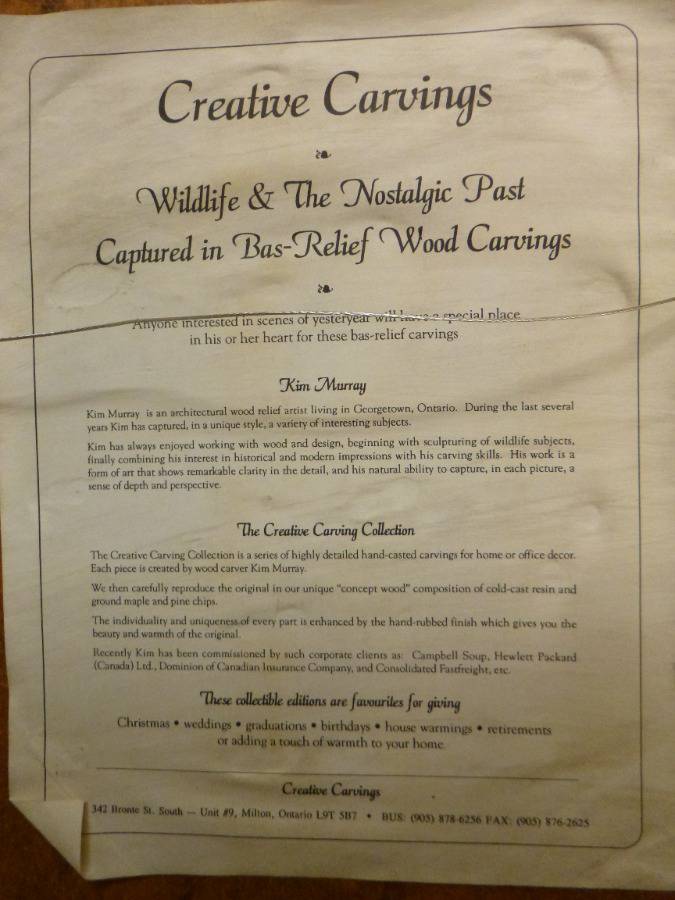 Creative Carvings
Wildlife & The Nostalgic Past
Captured in Bas-Relief Wood Carvings
Anyone interested in scenes of yesteryear will have a special place
in his or her heart for these bas-relief carvings
Kim Murray
Kim Murray is an architectural wood relief artist living in Georgetown, Ontario. During the last several
years Kim has captured, in a unique style, a variety of interesting subjects.
Kim has always enjoyed working with wood and design, beginning with sculpturing of wildlife subjects,
finally combining his interest in historical and modern impressions with his carving skills. His work is a
form of art that shows remarkable clarity in the detail, and his natural ability to capture, in each picture, a
sense of depth and perspective.
The Creative Carving Collection
The Creative Carving Collection is a series of highly detailed hand-casted carvings for home or office decor.
Each piece is created by wood carver Kim Murray.
We then carefully reproduce the original in our unique "concept wood" composition of cold-cast resin and
ground maple and pine chips.
The individuality and uniqueness of every part is enhanced by the hand-rubbed finish which gives you the
beauty and warmth of the original.
Recently Kim has been commissioned by such corporate clients as: Campbell Soup, Hewlett Packard
(Canada) Ltd., Dominion of Canadian Insurance Company, and Consolidated Fastfreight, etc.
These collectible editions are favourites for giving
Christmas • weddings • graduations • birthdays • house warmings • retirements
or adding a touch of warmth to your home.
Creative Carvings
342 Bronte St. South — Unit #9, Milton, Ontario L9T 5B7 • BUS: (905) 878-6256 FAX: (905) 876-2625